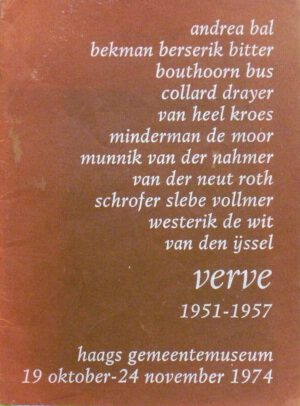 andrea bal
bekman berserik bitter
bouthoorn bus
collard drayer
van heel kroes
minderman de moor
munnik van der nahmer
van der neut roth
schrofer slebe vollmer
westerik de wit
van den ijssel
verve
1951-1957
haags gemeentemuseum
19 oktober-24 november 1974